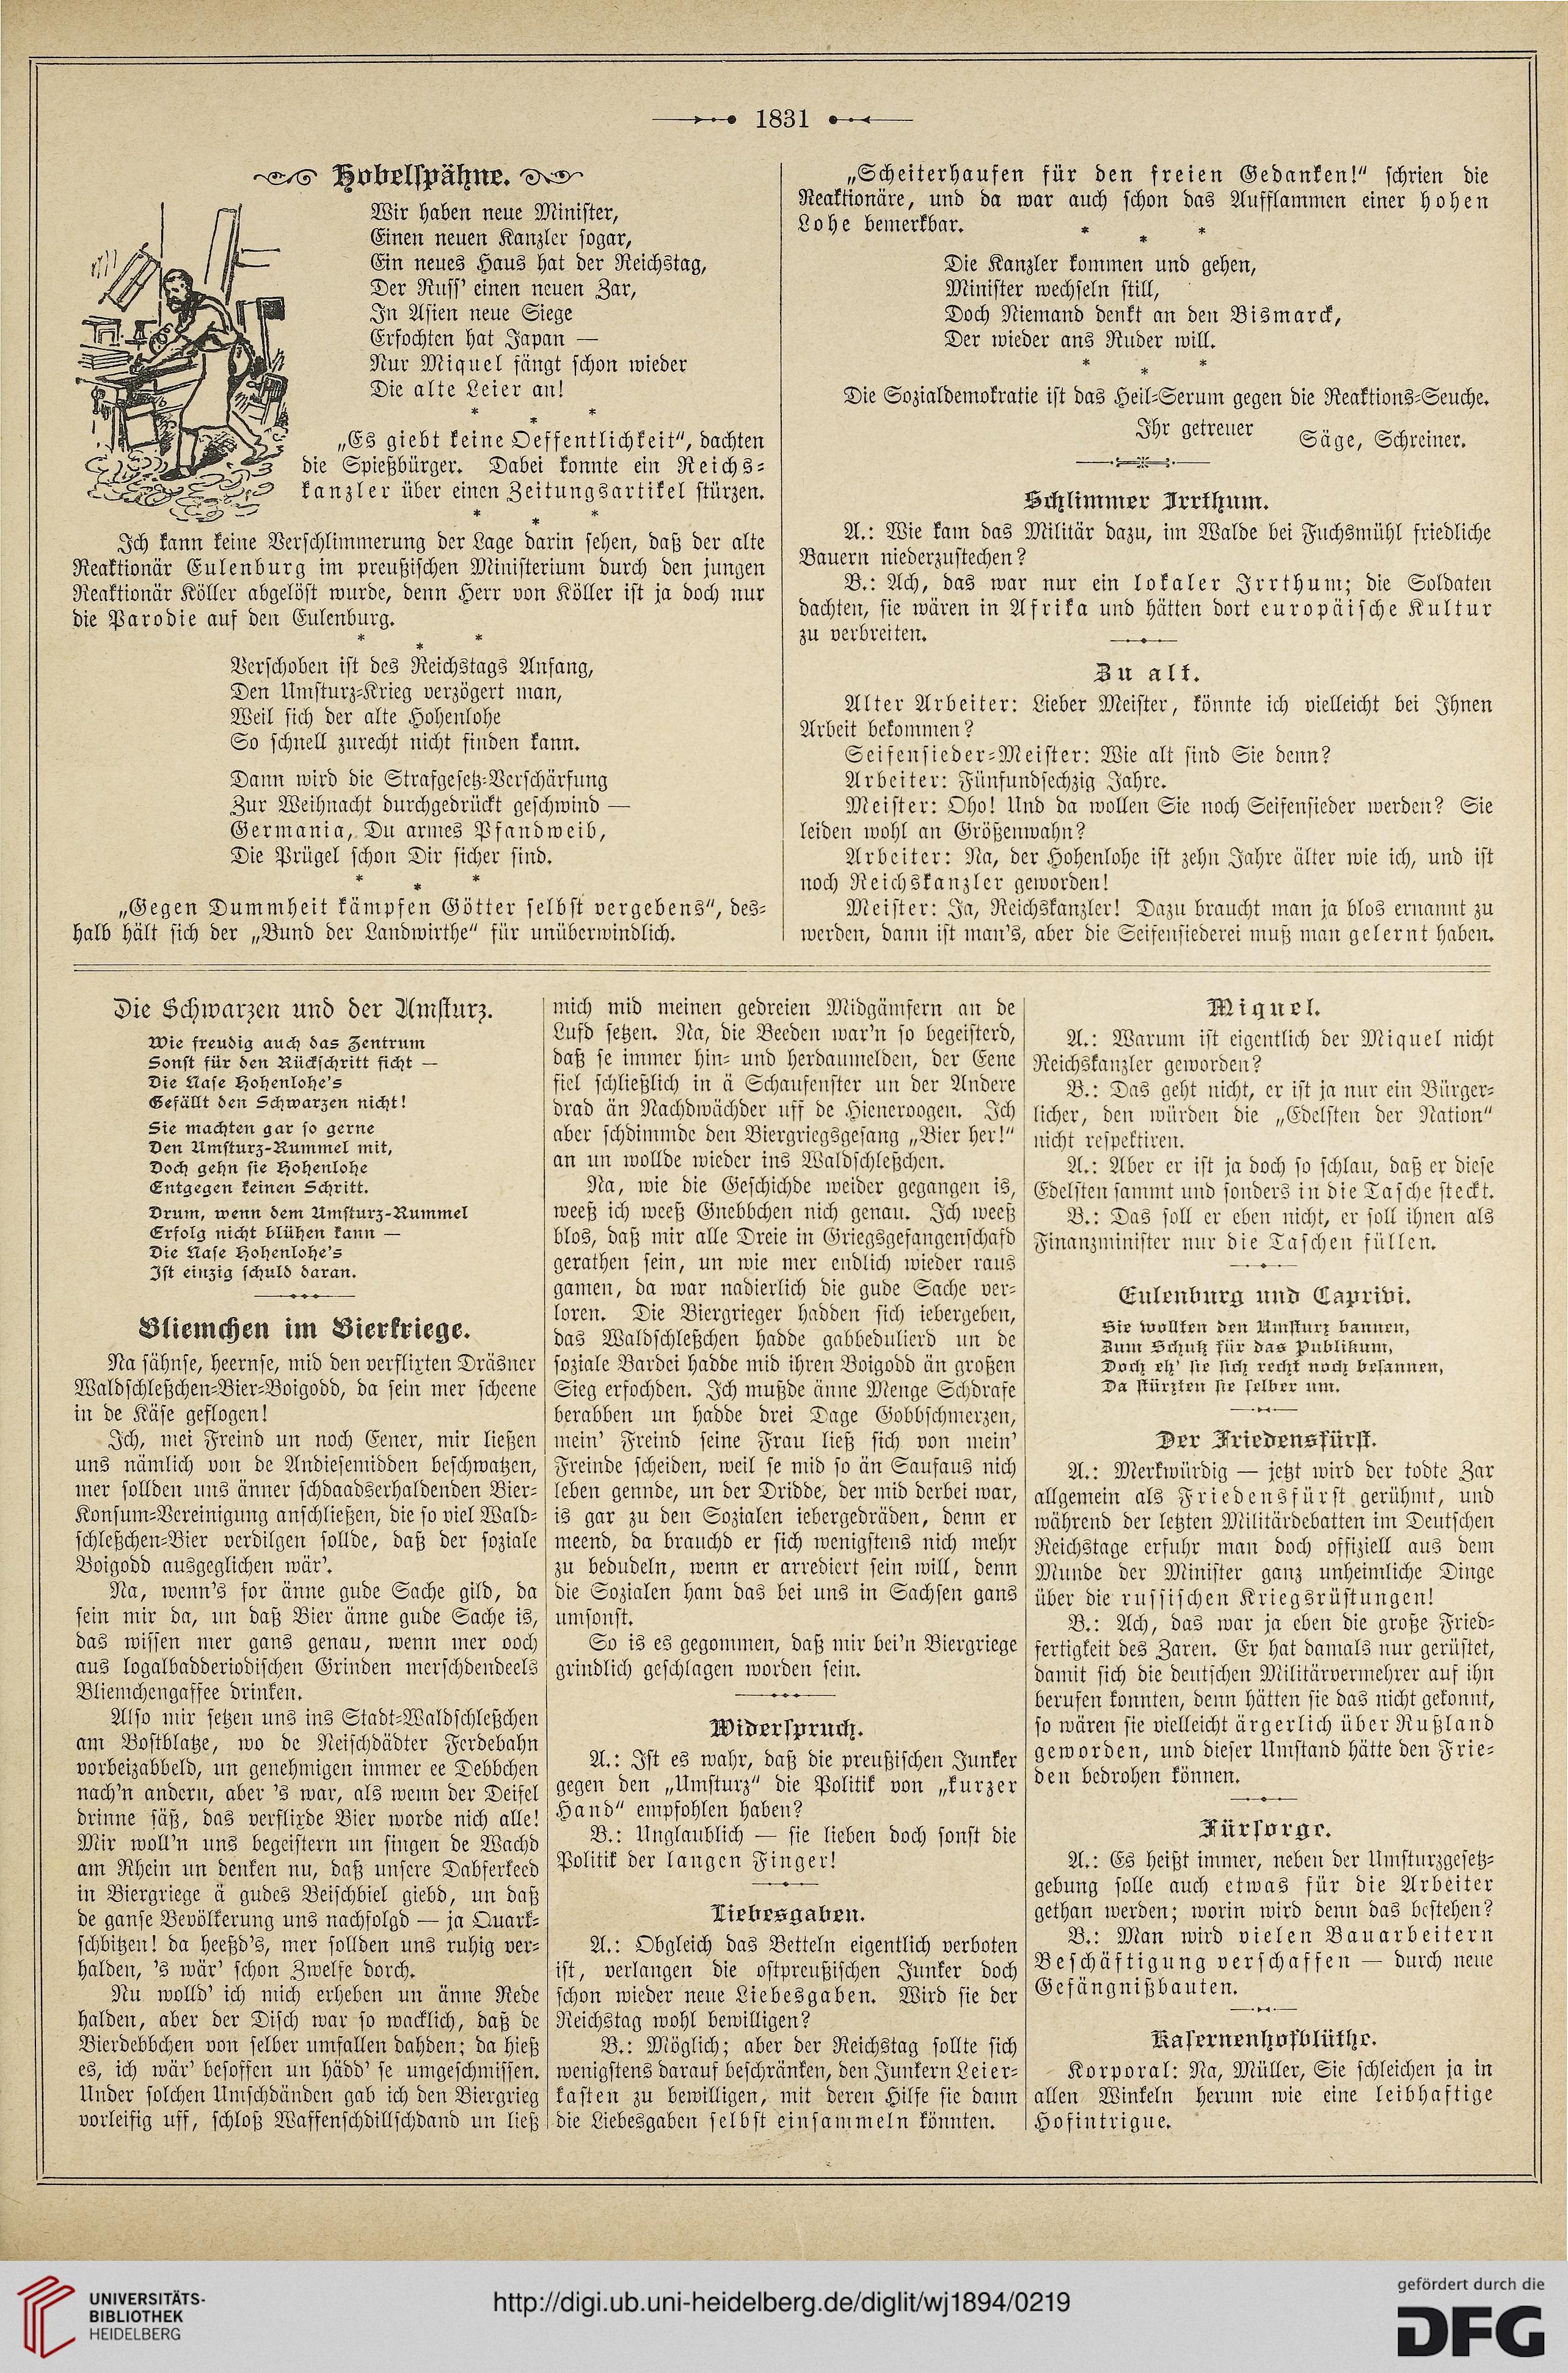 1831
Hobelspähne.
Wir haben neue Minister,
Einen neuen Kanzler sogar,
Ein neues Haus hat der Reichstag,
Der Russ' einen neuen Zar,
In Asien neue Siege
Erfochten hat Japan —
Nur Miquel fängt schon wieder
Die alte Leier an!
* * *
„Es giebt keine Oeffentlichkeit", dachten
die Spießbürger. Dabei konnte ein Reichs-
kanzler über einen Zeitungsartikel stürzen.
* * *
Ich kann keine Verschlimmerung der Lage darin sehen, daß der alte
Reaktionär Eulenburg im preußischen Ministerium durch den jungen
Reaktionär Köller abgelöst wurde, denn Herr von Köller ist ja doch nur
die Parodie auf den Eulenburg.
* * *
Verschoben ist des Reichstags Anfang,
Den Umsturz-Krieg verzögert man,
Weil sich der alte Hohenlohe
So schnell zurecht nicht finden kann.
Dann wird die Strafgesetz-Verschärfung
Zur Weihnacht durchgedrückt geschwind —
Germania, Du armes Pfandweib,
Die Prügel schon Dir sicher sind.
* * *
„Gegen Dummheit kämpfen Götter selbst vergebens", des-
halb hält sich der „Bund der Landwirthe" für unüberwindlich.
„Scheiterhaufen für den freien Gedanken!" schrien die
Reaktionäre, und da war auch schon das Aufflammen einer hohen
Lohe bemerkbar.
* * *
Die Kanzler kommen und gehen,
Minister wechseln still,
Doch Niemand denkt an den Bismarck,
Der wieder ans Ruder will.
* * *
Die Sozialdemokratie ist das Heil-Serum gegen die Reaktions-Seuche.
Ihr getreuer Säge, Schreiner.
Schlimmer Irrthum.
A.: Wie kam das Militär dazu, im Walde bei Fuchsmühl friedliche
Bauern niederzustechen?
B.: Ach, das war nur ein lokaler Irrthum; die Soldaten
dachten, sie wären in Afrika und hätten dort europäische Kultur
zu verbreiten.
Zu alt.
Alter Arbeiter: Lieber Meister, könnte ich vielleicht bei Ihnen
Arbeit bekommen?
Seifensieder-Meister: Wie alt sind Sie denn?
Arbeiter: Fünfundsechzig Jahre.
Meister: Oho! Und da wollen Sie noch Seifensieder werden? Sie
leiden wohl an Größenwahn?
Arbeiter: Na, der Hohenlohe ist zehn Jahre älter wie ich, und ist
noch Reichskanzler geworden!
Meister: Ja, Reichskanzler! Dazu braucht man ja blos ernannt zu
werden, dann ist man's, aber die Seifensiederei muß man gelernt haben.
Die Schwarzen und der Umsturz.
Wie freudig auch das Zentrum
Sonst für den Rückschritt ficht —
Die Nase Hohenlohe's
Gefällt den Schwarzen nicht!
Sie machten gar so gerne
Den Umsturz-Rummel mit,
Doch gehn sie Hohenlohe
Entgegen keinen Schritt.
Drum, wenn dem Umsturz-Rummel
Erfolg nicht blühen kann —
Die Nase Hohenlohe's
Ist einzig schuld daran.
Bliemchen im Bierkriege.
Na sähnse, heernse, mid den verflixten Dräsner
Waldschleßchen-Bier-Boigodd, da sein mer scheene
in de Käse geflogen!
Ich, mei Freind un noch Eener, mir ließen
uns nämlich von de Andiesemidden beschwatzen,
mer sollden uns änner schdaadserhaldenden Bier-
Konsum-Vereinigung anschließen, die so viel Wald-
schleßchen-Bier verdilgen sollde, daß der soziale
Boigodd ausgeglichen wär'.
Na, wenn's for änne gude Sache gild, da
sein mir da, un daß Bier änne gude Sache is,
das wissen mer gans genau, wenn mer ooch
aus logalbadderiodischen Grinden merschdendeels
Bliemchengaffee drinken.
Also mir setzen uns ins Stadt-Waldschleßchen
am Bostblatze, wo de Neischdädter Ferdebahn
vorbeizabbeld, un genehmigen immer ee Debbchen
nach'n andern, aber 's war, als wenn der Deifel
drinne säß, das verflixde Bier worde nich alle!
Mir woll'n uns begeistern un singen de Wachd
am Rhein un denken nu, daß unsere Dabferkeed
in Biergriege ä gudes Beischbiel giebd, un daß
de ganse Bevölkerung uns nachfolgd — ja Quark-
schbitzen! da heeßd's, mer sollden uns ruhig ver-
halden, 's wär' schon Zwelfe dorch.
Nu wolld' ich mich erheben un änne Rede
halden, aber der Disch war so wacklich, daß de
Bierdebbchen von selber umfallen dahden; da hieß
es, ich wär' besoffen un hädd' se umgeschmissen.
Under solchen Umschdänden gab ich den Biergrieg
vorleifig uff, schloß Waffenschdillschdand un ließ
mich mid meinen gedreien Midgämfern an de
Lufd setzen. Na, die Beeden war'n so begeisterd,
daß se immer hin- und herdaumelden, der Eene
fiel schließlich in ä Schaufenster un der Andere
drad än Nachdwächder uff de Hieneroogen. Ich
aber schdimmde den Biergriegsgesang „Bier her!"
an un wollde wieder ins Waldschleßchen.
Na, wie die Geschichde weider gegangen is,
weeß ich weeß Gnebbchen nich genau. Ich weeß
blos, daß mir alle Dreie in Griegsgefangenschafd
gerathen sein, un wie mer endlich wieder raus
gamen, da war nadierlich die gude Sache ver-
loren. Die Biergrieger hadden sich iebergeben,
das Waldschleßchen hadde gabbedulierd un de
soziale Bardei hadde mid ihren Boigodd än großen
Sieg erfochden. Ich mußde änne Menge Schdrafe
berabben un hadde drei Dage Gobbschmerzen,
mein' Freind seine Frau ließ sich von mein'
Freinde scheiden, weil se mid so än Saufaus nich
leben gennde, un der Dridde, der mid derbei war,
is gar zu den Sozialen iebergedräden, denn er
meend, da brauchd er sich wenigstens nich mehr
zu bedudeln, wenn er arrediert sein will, denn
die Sozialen ham das bei uns in Sachsen gans
umsonst.
So is es gegommen, daß mir bei'n Biergriege
grindlich geschlagen worden sein.
Widerspruch.
A.: Ist es wahr, daß die preußischen Junker
gegen den „Umsturz" die Politik von „kurzer
Hand" empfohlen haben?
B.: Unglaublich — sie lieben doch sonst die
Politik der langen Finger!
Liebesgaben.
A.: Obgleich das Betteln eigentlich verboten
ist, verlangen die ostpreußischen Junker doch
schon wieder neue Liebesgaben. Wird sie der
Reichstag wohl bewilligen?
B.: Möglich; aber der Reichstag sollte sich
wenigstens darauf beschränken, den Junkern Leier-
kasten zu bewilligen, mit deren Hilfe sie dann
die Liebesgaben selbst einsammeln könnten.
Miquel.
A.: Warum ist eigentlich der Miquel nicht
Reichskanzler geworden?
B.: Das geht nicht, er ist ja nur ein Bürger-
licher, den würden die „Edelsten der Nation"
nicht respektiren.
A.: Aber er ist ja doch so schlau, daß er diese
Edelsten sammt und sonders in die Tasche steckt.
B.: Das soll er eben nicht, er soll ihnen als
Finanzminister nur die Taschen füllen.
Eulenburg und Caprivi.
Sie wollten den Umsturz bannen,
Zum Schutz für das Publikum,
Doch eh' sie sich recht noch besannen,
Da stürzten sie selber um.
Der Friedensfürst.
A.: Merkwürdig — jetzt wird der todte Zar
allgemein als Friedensfürst gerühmt, und
während der letzten Militärdebatten im Deutschen
Reichstage erfuhr man doch offiziell aus dem
Munde der Minister ganz unheimliche Dinge
über die russischen Kriegsrüstungen!
B.: Ach, das war ja eben die große Fried-
fertigkeit des Zaren. Er hat damals nur gerüstet,
damit sich die deutschen Militärvermehrer auf ihn
berufen konnten, denn hätten sie das nicht gekonnt,
so wären sie vielleicht ärgerlich über Rußland
geworden, und dieser Umstand hätte den Frie-
den bedrohen können.
Fürsorge.
A.: Es heißt immer, neben der Umsturzgesetz-
gebung solle auch etwas für die Arbeiter
gethan werden; worin wird denn das bestehen?
B.: Man wird vielen Bauarbeitern
Beschäftigung verschaffen — durch neue
Gefängnißbauten.
Kasernenhofblüthe.
Korporal: Na, Müller, Sie schleichen ja in
allen Winkeln herum wie eine leibhaftige
Hofintrigue.
UNIVERSITÄTS-
BIBLIOTHEK
HEIDELBERG
http://digi.ub.uni-heidelberg.de/diglit/wj1894/0219
gefördert durch die
DFG